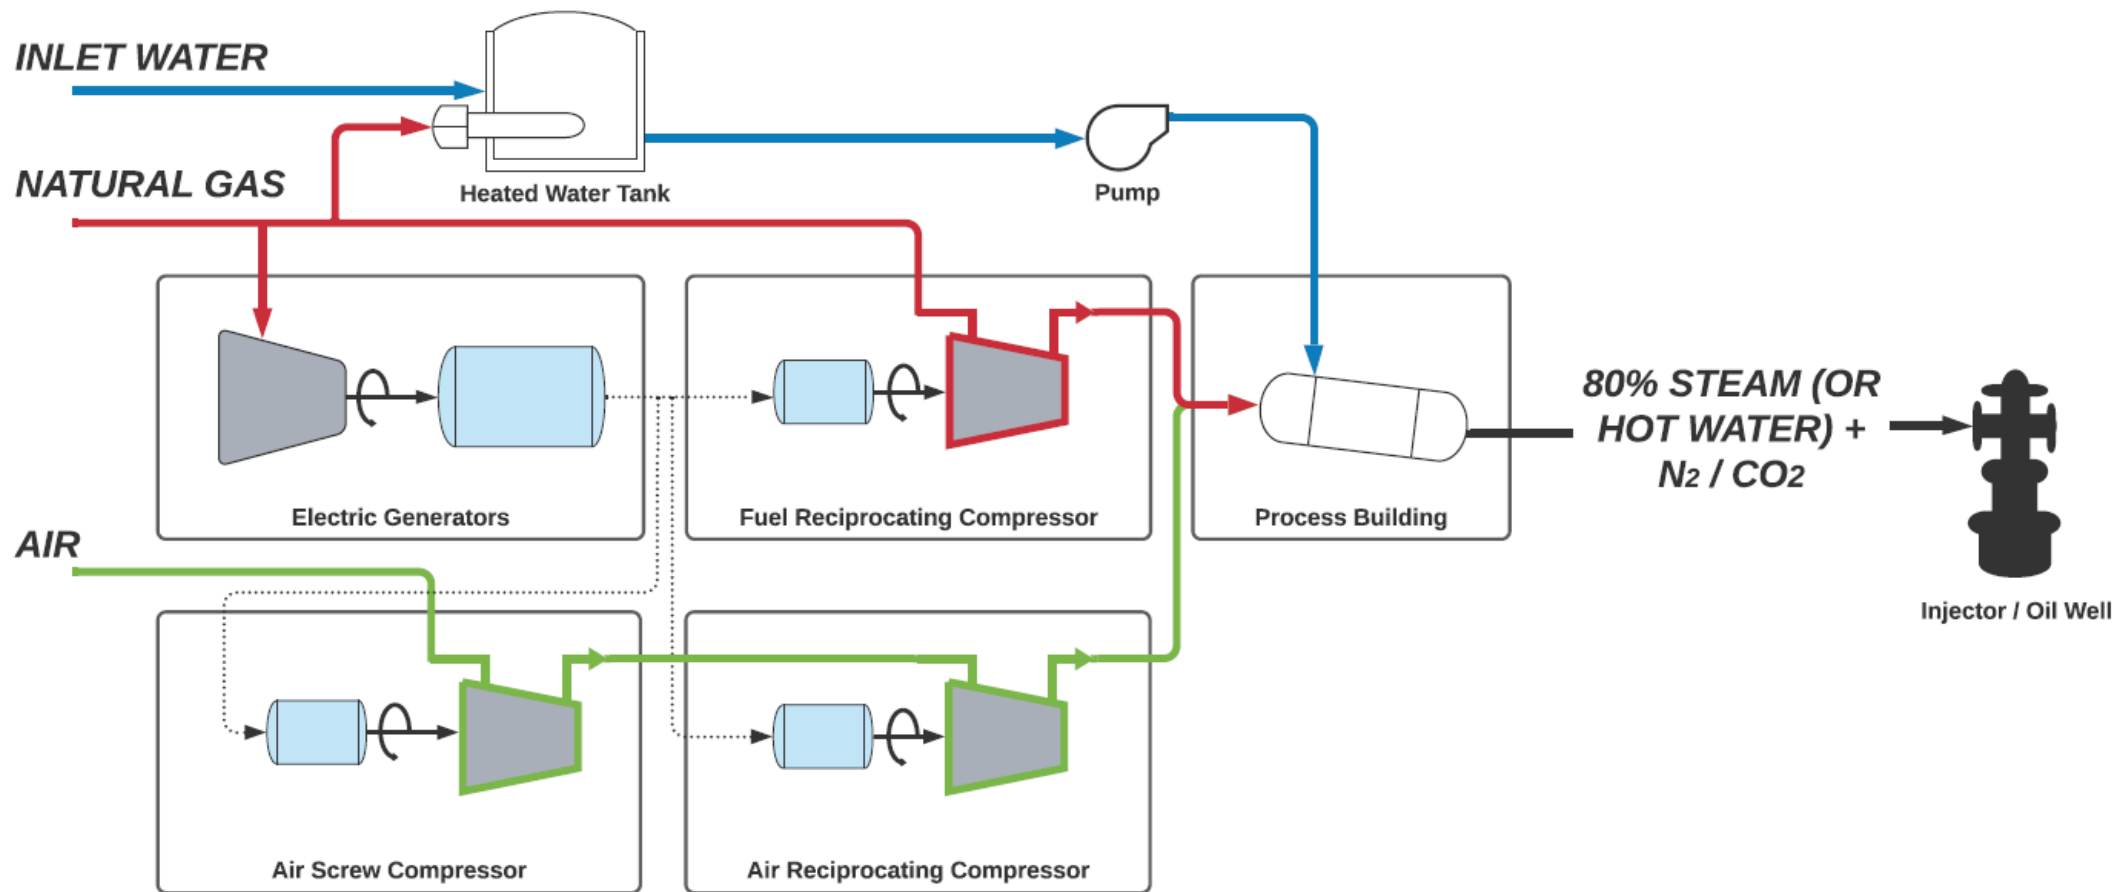 INLET WATER
NATURAL GAS
Heated Water Tank
Pump
Electric Generators
Fuel Reciprocating Compressor
Process Building
80% STEAM (OR
HOT WATER) +
N2 / CO2
Injector / Oil Well
AIR
Air Screw Compressor
Air Reciprocating Compressor